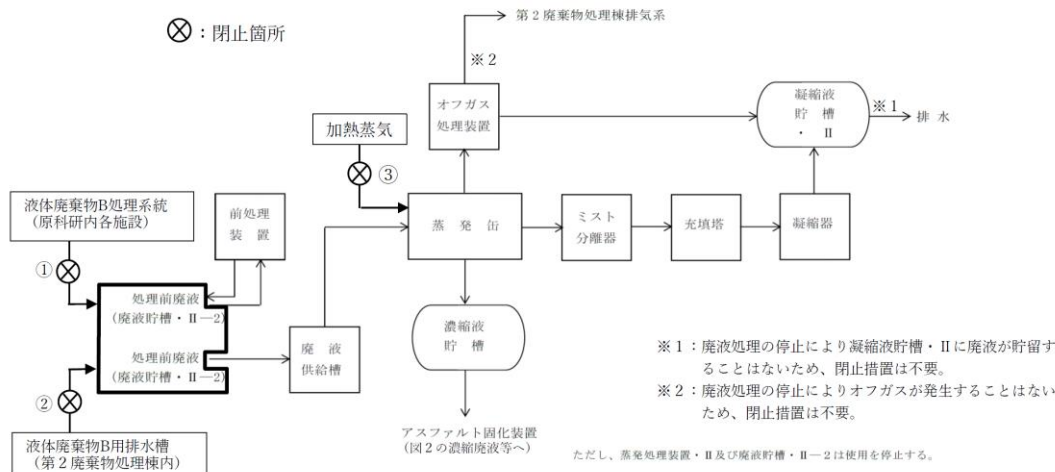 ⊗：閉止箇所
第２廃棄物処理棟排気系
※２
オフガス
処理装置
凝縮液
貯槽
・ Ⅱ
※１
排 水
加熱蒸気
③
液体廃棄物B処理系統
（原科研内各施設）
前処理
装 置
蒸 発 缶
ミスト
分離器
充填塔
凝縮器
①
処理前廃液
(廃液貯槽・Ⅱ―2)
処理前廃液
(廃液貯槽・Ⅱ―2)
廃 液
供給槽
濃縮液
貯 槽
②
液体廃棄物B用排水槽
（第２廃棄物処理棟内）
アスファルト固化装置
(図２の濃縮廃液等へ)
※１：廃液処理の停止により凝縮液貯槽・Ⅱに廃液が貯留す
ることはないため、閉止措置は不要。
※２：廃液処理の停止によりオフガスが発生することはない
ため、閉止措置は不要。
ただし、蒸発処理装置・Ⅱ及び廃液貯槽・Ⅱ―２は使用を停止する。